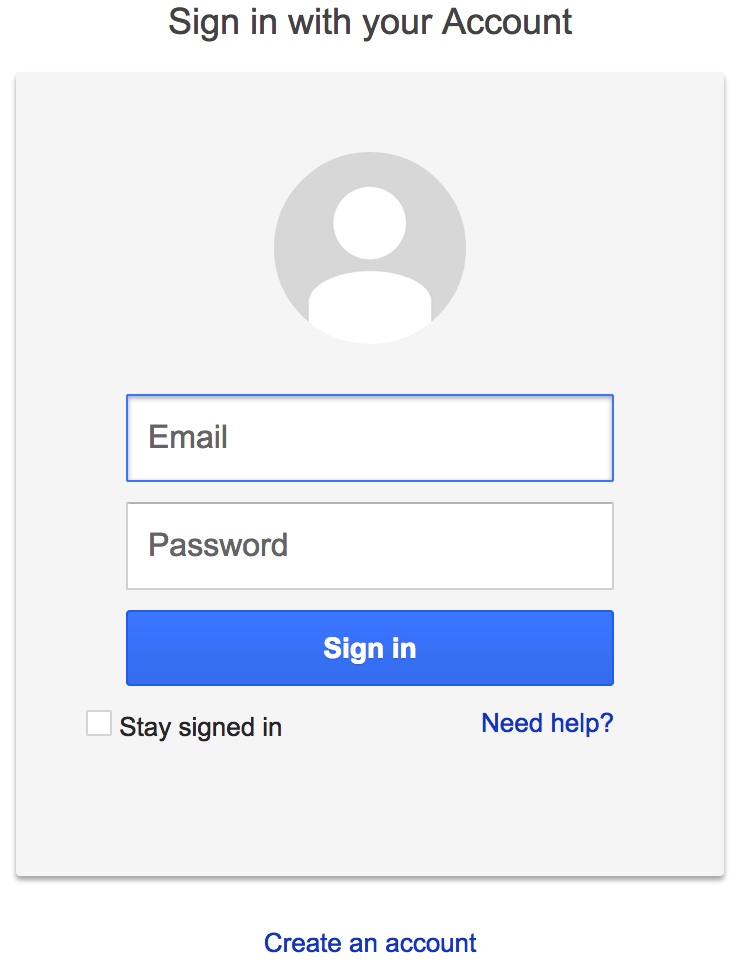 Sign in with your Account
Email
Password
Sign in
Stay signed in
Need help?
Create an account